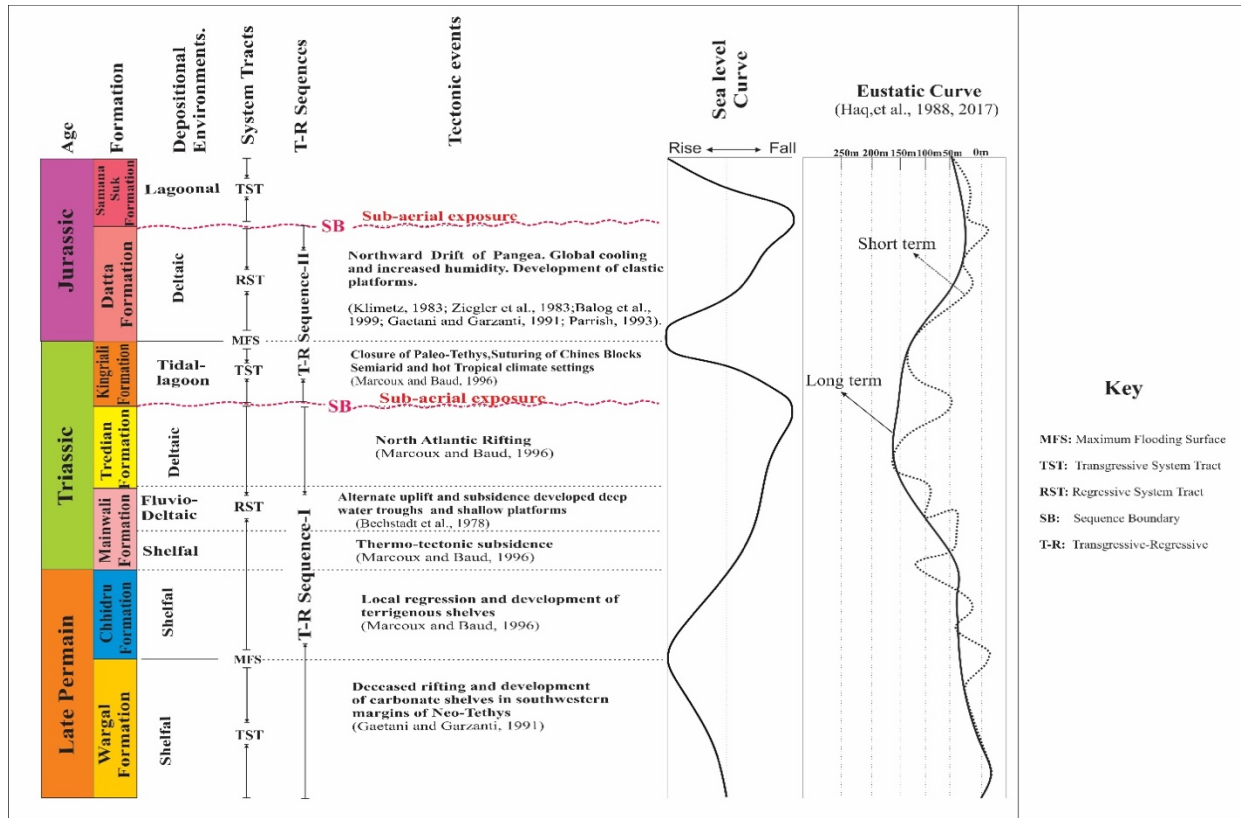 Age
Formation
Depositional
Environments.
System Tracts
T-R Seqences
Tectonic events
Sea level
Curve
Rise
Fall
Eustatic Curve
(Haq,et al., 1988, 2017)
250m 200m 150m 100m 50m 0m
Jurassic
Samana
Suk
Formation
Lagoonal
TST
SB
Sub-aerial exposure
Datta
Formation
Deltaic
RST
T-R Sequence-II
Northward Drift of Pangea. Global cooling
and increased humidity. Development of clastic
platforms.
(Klimetz, 1983; Ziegler et al., 1983;Balog et al.,
1999; Gaetani and Garzanti, 1991; Parrish, 1993).
MFS
Triassic
Kingriali
Formation
Tidal-
lagoon
TST
Closure of Paleo-Tethys,Suturing of Chines Blocks
Semiarid and hot Tropical climate settings
(Marcoux and Baud, 1996)
SB
Sub-aerial exposure
Tredian
Formation
Deltaic
North Atlantic Rifting
(Marcoux and Baud, 1996)
Mainwali
Formation
Fluvio-
Deltaic
RST
T-R Sequence-I
Alternate uplift and subsidence developed deep
water troughs and shallow platforms
(Bechstadt et al., 1978)
Shelfal
Thermo-tectonic subsidence
(Marcoux and Baud, 1996)
Late Permain
Chhidru
Formation
Shelfal
Local regression and development of
terrigenous shelves
(Marcoux and Baud, 1996)
MFS
Wargal
Formation
Shelfal
TST
Deceased rifting and development
of carbonate shelves in southwestern
margins of Neo-Tethys
(Gaetani and Garzanti, 1991)
Short term
Long term
Key
MFS: Maximum Flooding Surface
TST: Transgressive System Tract
RST: Regressive System Tract
SB: Sequence Boundary
T-R: Transgressive-Regressive